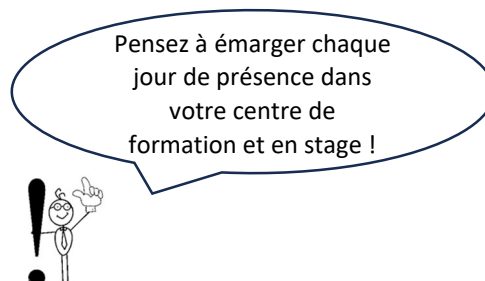 Pensez à émarger chaque
jour de présence dans
votre centre de
formation et en stage !